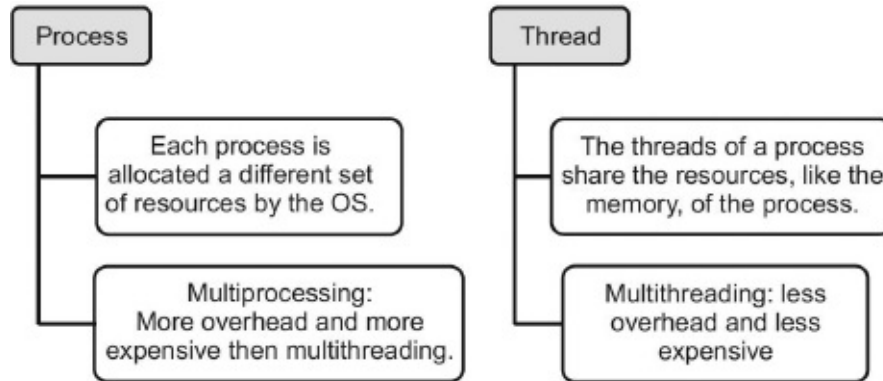 Process
Each process is
allocated a different set
of resources by the OS.
Multiprocessing:
More overhead and more
expensive then multithreading.
Thread
The threads of a process
share the resources, like the
memory, of the process.
Multithreading: less
overhead and less
expensive